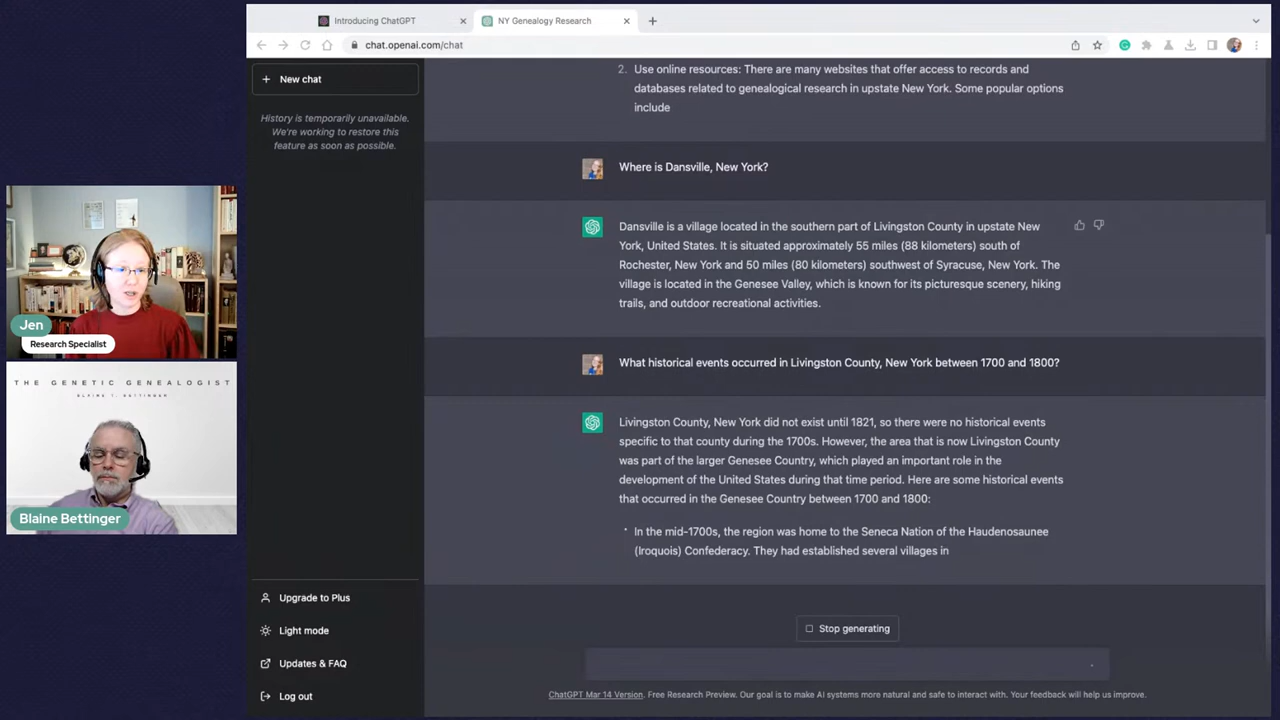 Introducing ChatGPT
NY Genealogy Research
chat.openai.com/chat
New chat
History is temporarily unavailable.
We're working to restore this
feature as soon as possible.
2. Use online resources: There are many websites that offer access to records and
databases related to genealogical research in upstate New York. Some popular options
include
Where is Dansville, New York?
Dansville is a village located in the southern part of Livingston County in upstate New
York, United States. It is situated approximately 55 miles (88 kilometers) south of
Rochester, New York and 50 miles (80 kilometers) southwest of Syracuse, New York. The
village is located in the Genesee Valley, which is known for its picturesque scenery, hiking
trails, and outdoor recreational activities.
What historical events occurred in Livingston County, New York between 1700 and 1800?
Livingston County, New York did not exist until 1821, so there were no historical events
specific to that county during the 1700s. However, the area that is now Livingston County
was part of the larger Genesee Country, which played an important role in the
development of the United States during that time period. Here are some historical events
that occurred in the Genesee Country between 1700 and 1800:
• In the mid-1700s, the region was home to the Seneca Nation of the Haudenosaunee
(Iroquois) Confederacy. They had established several villages in
Stop generating
ChatGPT Mar 14 Version. Free Research Preview. Our goal is to make AI systems more natural and safe to interact with. Your feedback will help us improve.
Upgrade to Plus
Light mode
Updates & FAQ
Log out
Jen
Research Specialist
THE GENETIC GENEALOGIST
BLAINE T. BETTINGER
Blaine Bettinger